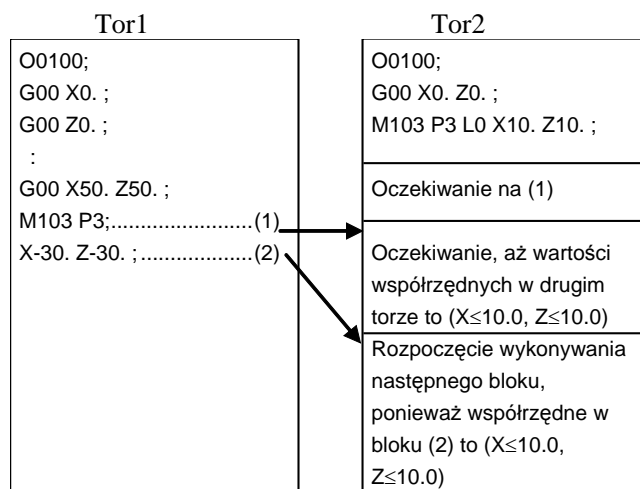 Tor1
O0100;
G00 X0. ;
G00 Z0. ;
:
G00 X50. Z50. ;
M103 P3;........................(1)
X-30. Z-30. ;...................(2)
Tor2
O0100;
G00 X0. Z0. ;
M103 P3 L0 X10. Z10. ;
Oczekiwanie na (1)
Oczekiwanie, aż wartości
współrzędnych w drugim
torze to (X≤10.0, Z≤10.0)
Rozpoczęcie wykonywania
następnego bloku,
ponieważ współrzędne w
bloku (2) to (X≤10.0,
Z≤10.0)